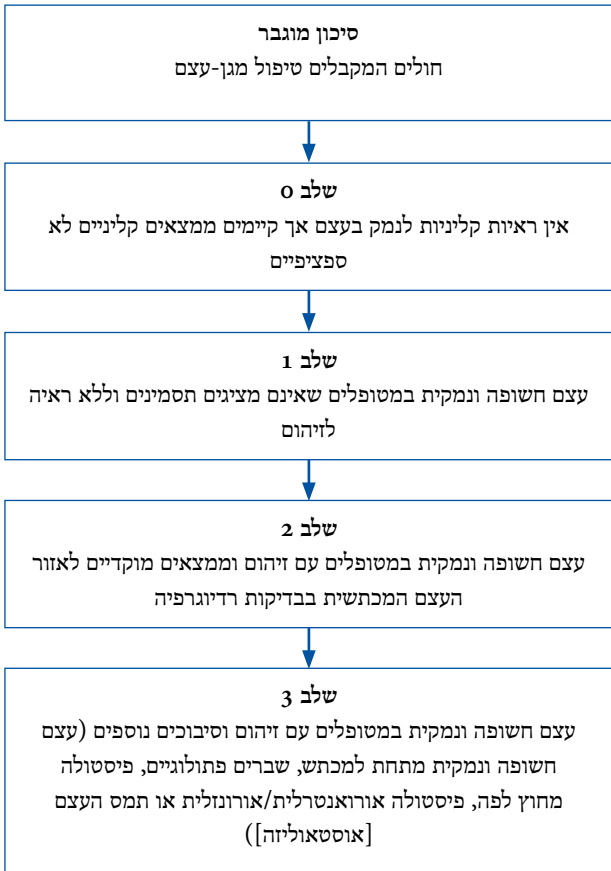 סיכון מוגבר
חולים המקבלים טיפול מגן-עצם
שלב 0
אין ראיות קליניות לנמק בעצם אך קיימים ממצאים קליניים לא
ספציפיים
שלב 1
עצם חשופה ונמקית במטופלים שאינם מציגים תסמינים וללא ראיה
לזיהום
שלב 2
עצם חשופה ונמקית במטופלים עם זיהום וממצאים מוקדיים לאזור
העצם המכתשית בבדיקות רדיוגרפיה
שלב 3
עצם חשופה ונמקית במטופלים עם זיהום וסיבוכים נוספים (עצם
חשופה ונמקית מתחת למכתש, שברים פתולוגיים, פיסטולה
מחוץ לפה, פיסטולה אורואנטרלית/אורונזלית או תמס העצם
[אוסטאוליזה])